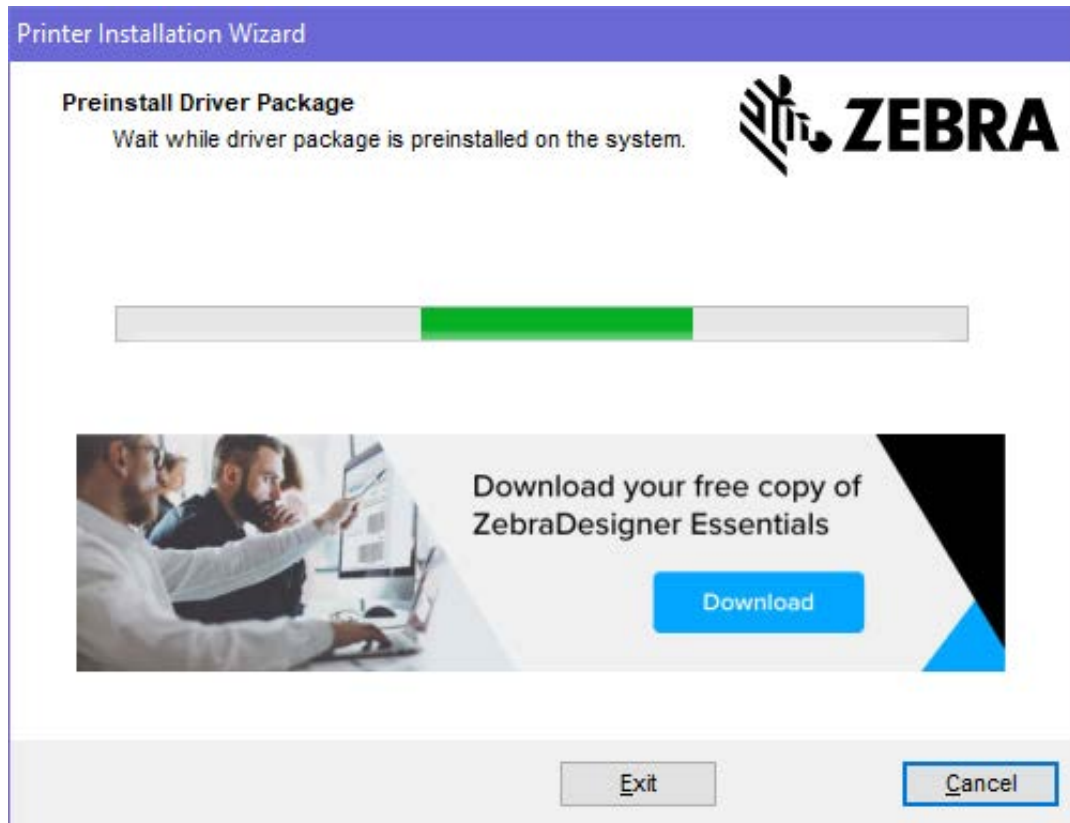 Printer Installation Wizard
Preinstall Driver Package
Wait while driver package is preinstalled on the system.
ZEBRA
Download your free copy of
ZebraDesigner Essentials
Download
Exit
Cancel